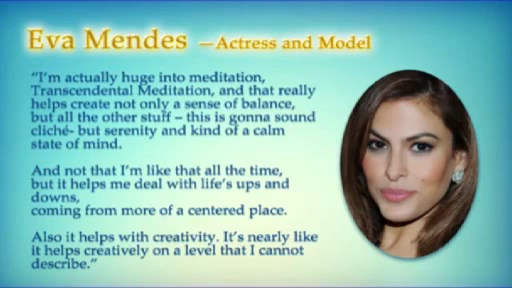 Eva Mendes —Actress and Model
“I’m actually huge into meditation,
Transcendental Meditation, and that really
helps create not only a sense of balance,
but all the other stuff – this is gonna sound
cliché- but serenity and kind of a calm
state of mind.
And not that I’m like that all the time,
but it helps me deal with life’s ups and
downs,
coming from more of a centered place.
Also it helps with creativity. It’s nearly like
it helps creatively on a level that I cannot
describe.“